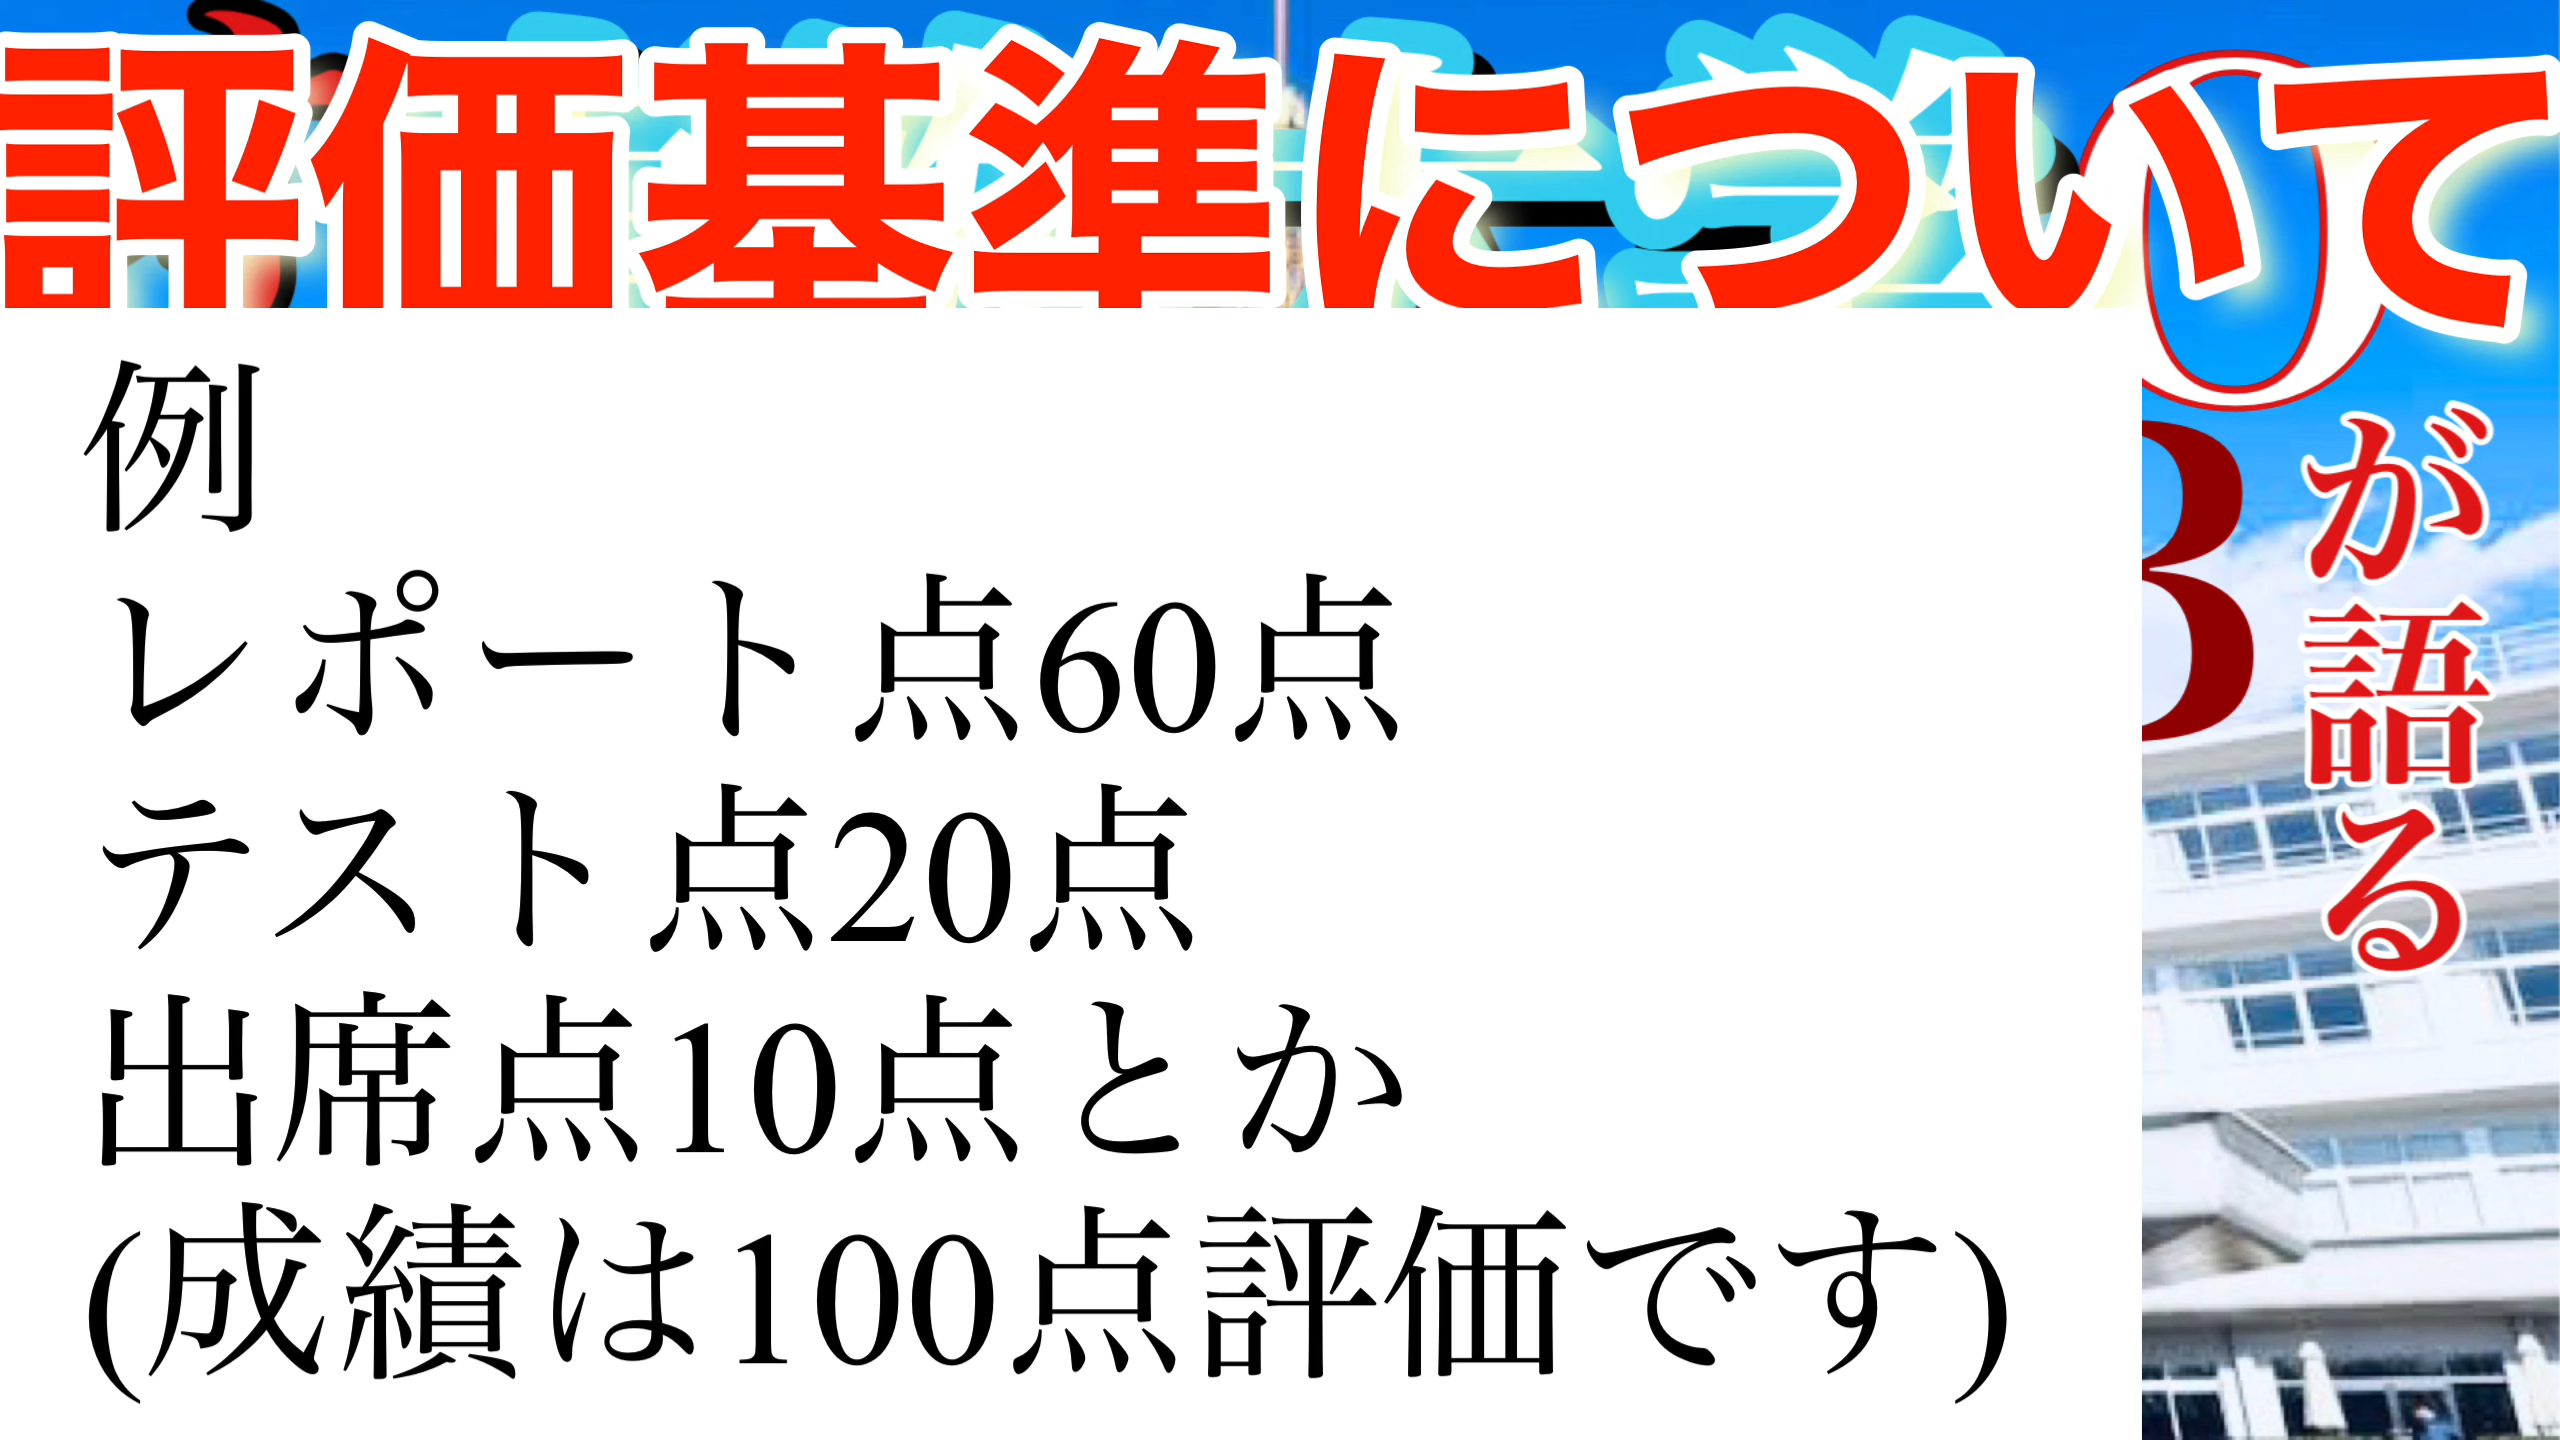 評価基準について
例
レポート点60点
テスト点20点
出席点10点とか
(成績は100点評価です)
が語る